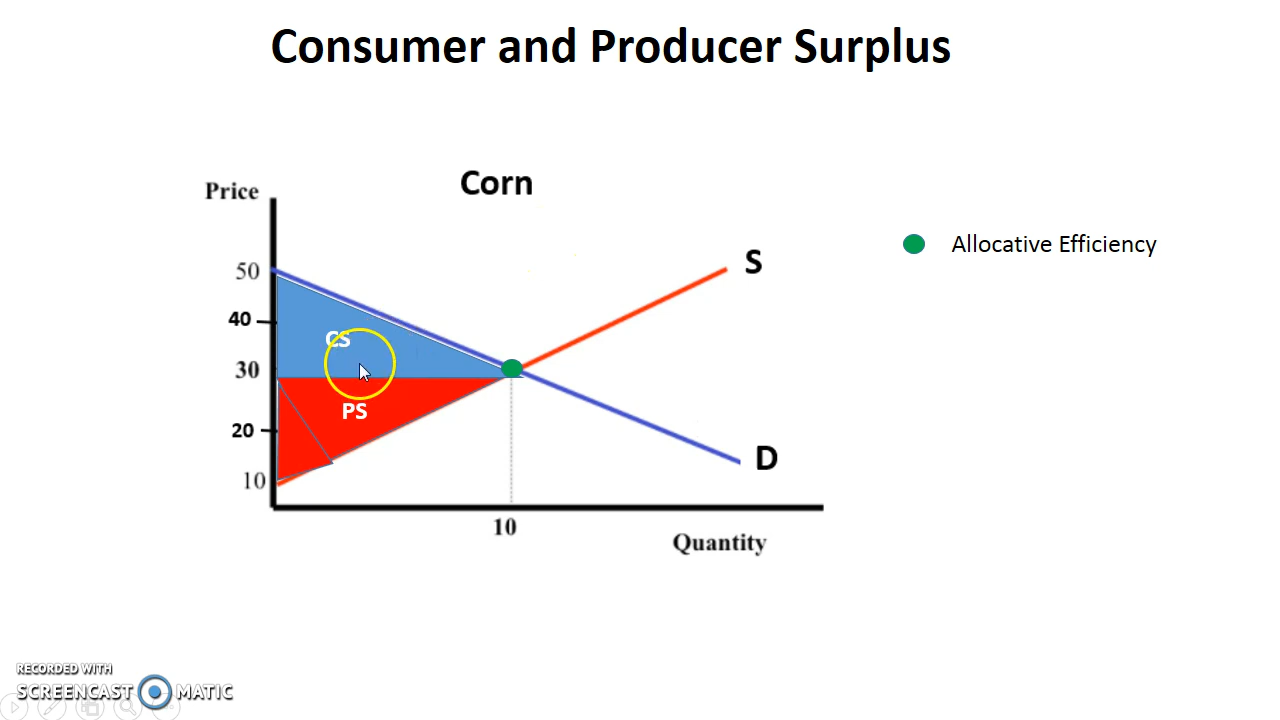 Consumer and Producer Surplus
Corn
Price
Allocative Efficiency
S
50
40
CS
30
PS
20
D
10
10
Quantity
RECORDED WITH
SCREENCAST MATIC